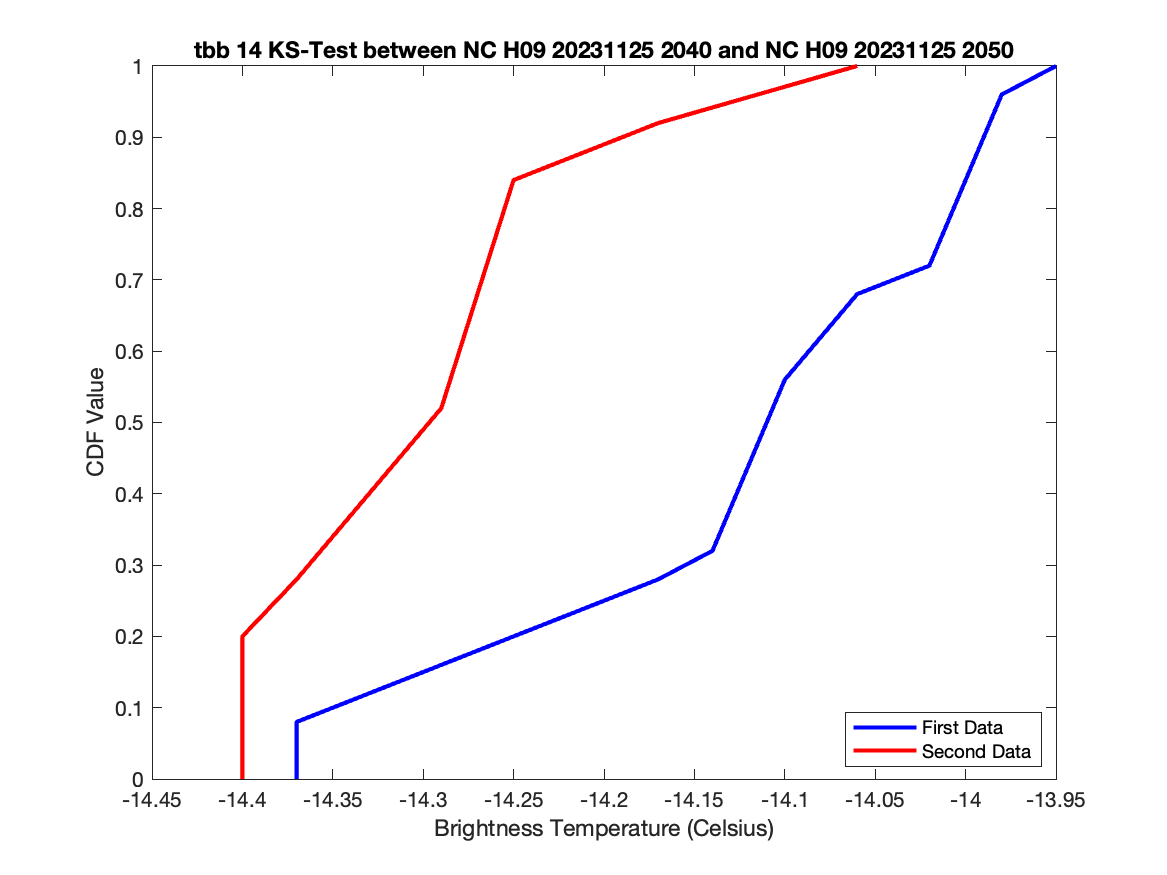 tbb 14 KS-Test between NC H09 20231125 2040 and NC H09 20231125 2050
1
0.9
0.8
0.7
0.6
0.5
0.4
0.3
0.2
0.1
0
CDF Value
First Data
Second Data
-14.45 -14.4 -14.35 -14.3 -14.25 -14.2 -14.15 -14.1 -14.05 -14 -13.95
Brightness Temperature (Celsius)